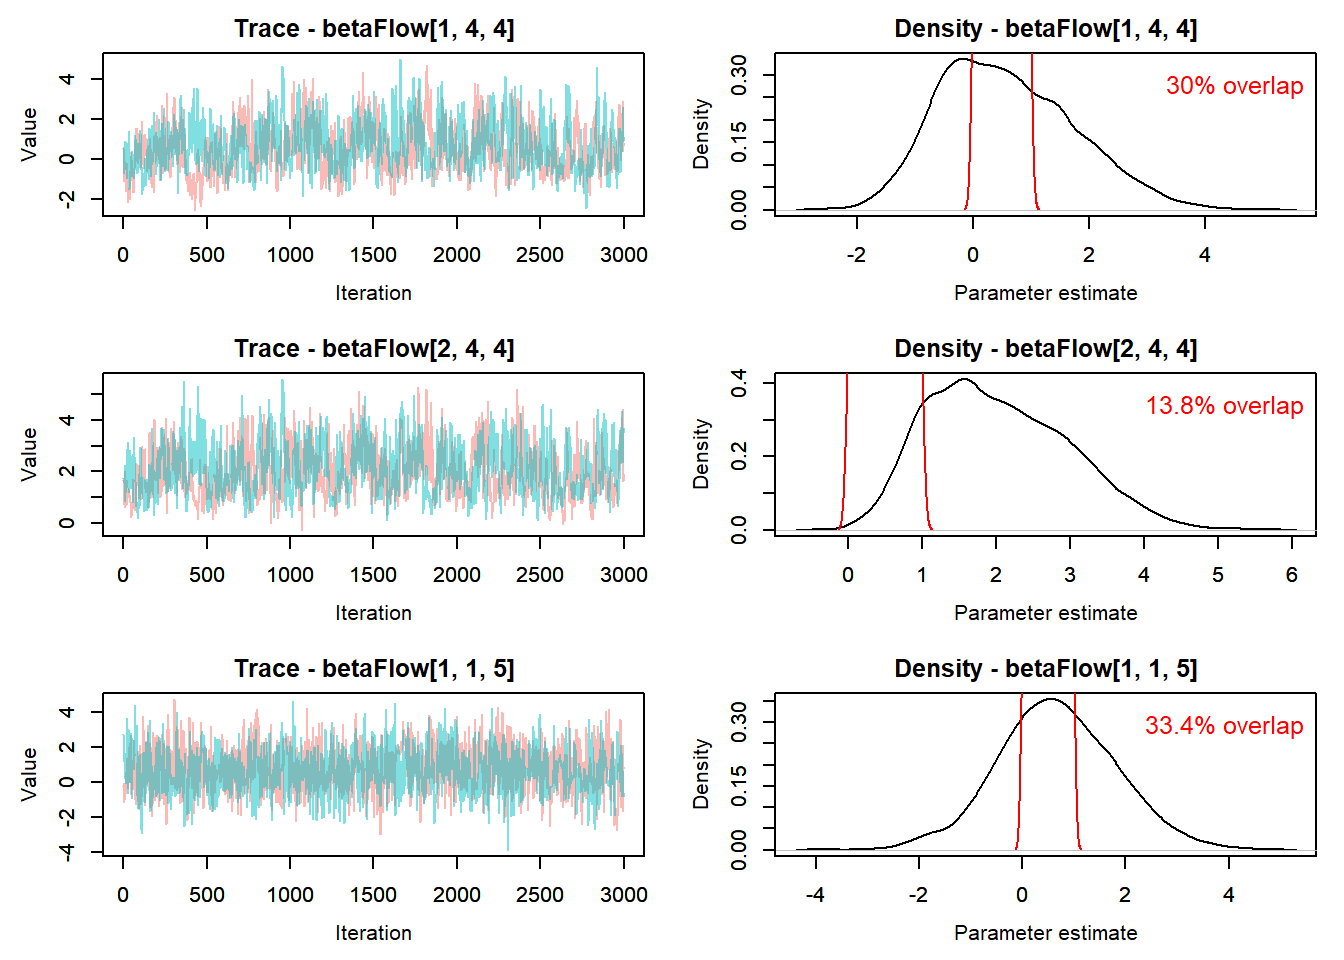 Trace - betaFlow[1, 4, 4]
Value
-2 0 2 4
0 500 1000 1500 2000 2500 3000
Iteration
Density - betaFlow[1, 4, 4]
Density
0.00 0.15 0.30
30% overlap
-2 0 2 4
Parameter estimate
Trace - betaFlow[2, 4, 4]
Value
0 2 4
0 500 1000 1500 2000 2500 3000
Iteration
Density - betaFlow[2, 4, 4]
Density
0.0 0.2 0.4
13.8% overlap
0 1 2 3 4 5 6
Parameter estimate
Trace - betaFlow[1, 1, 5]
Value
-4 -2 0 2 4
0 500 1000 1500 2000 2500 3000
Iteration
Density - betaFlow[1, 1, 5]
Density
0.00 0.15 0.30
33.4% overlap
-4 -2 0 2 4
Parameter estimate